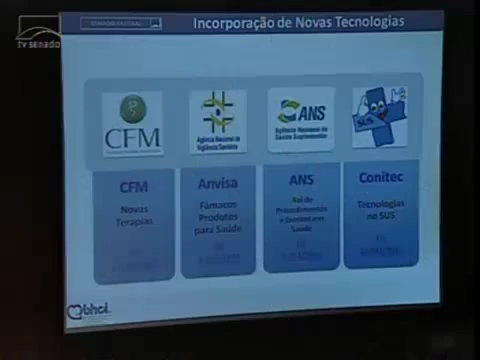 tv senado
Incorporação de Novas Tecnologias
CFM
Agência Nacional de
Vigilância Sanitária
ANS
Agência Nacional de
Saúde Suplementar
SUS
CFM
Novas
Terapias
Anvisa
Fármacos
Produtos
para Saúde
ANS
Rol de
Procedimentos
e Eventos em
Saúde
Conitec
Tecnologias
no SUS